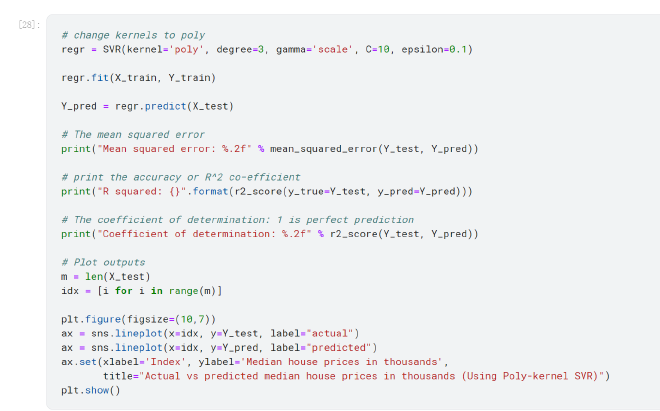 [28]:
# change kernels to poly
regr = SVR(kernel='poly', degree=3, gamma='scale', C=10, epsilon=0.1)
regr.fit(X_train, Y_train)
Y_pred = regr.predict(X_test)
# The mean squared error
print("Mean squared error: %.2f" % mean_squared_error(Y_test, Y_pred))
# print the accuracy or R^2 co-efficient
print("R squared: {}".format(r2_score(y_true=Y_test, y_pred=Y_pred)))
# The coefficient of determination: 1 is perfect prediction
print("Coefficient of determination: %.2f" % r2_score(Y_test, Y_pred))
# Plot outputs
m = len(X_test)
idx = [i for i in range(m)]
plt.figure(figsize=(10,7))
ax = sns.lineplot(x=idx, y=Y_test, label="actual")
ax = sns.lineplot(x=idx, y=Y_pred, label="predicted")
ax.set(xlabel='Index', ylabel='Median house prices in thousands',
title="Actual vs predicted median house prices in thousands (Using Poly-kernel SVR)")
plt.show()